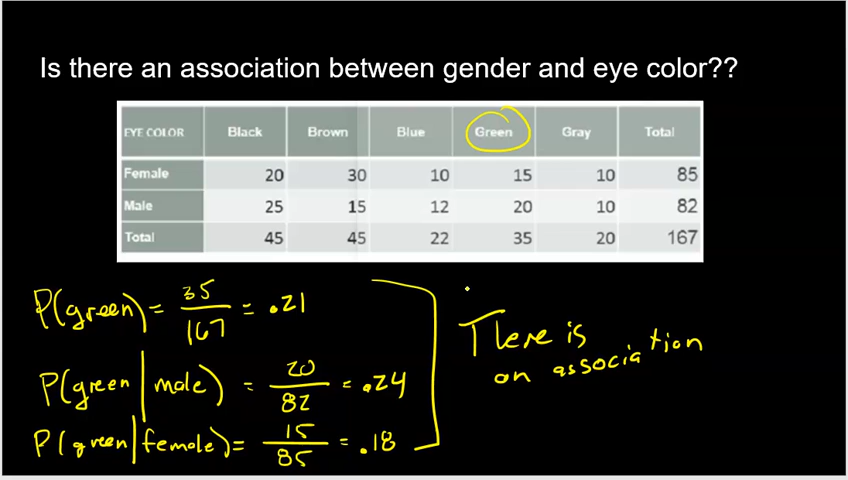 Is there an association between gender and eye color??
EYE COLOR Black Brown Blue Green Gray Total
Female 20 30 10 15 10 85
Male 25 15 12 20 10 82
Total 45 45 22 35 20 167
P(green) = 35/167 = .21
P(green | male) = 20/82 = .24
P(green | female) = 15/85 = .18
There is
an association